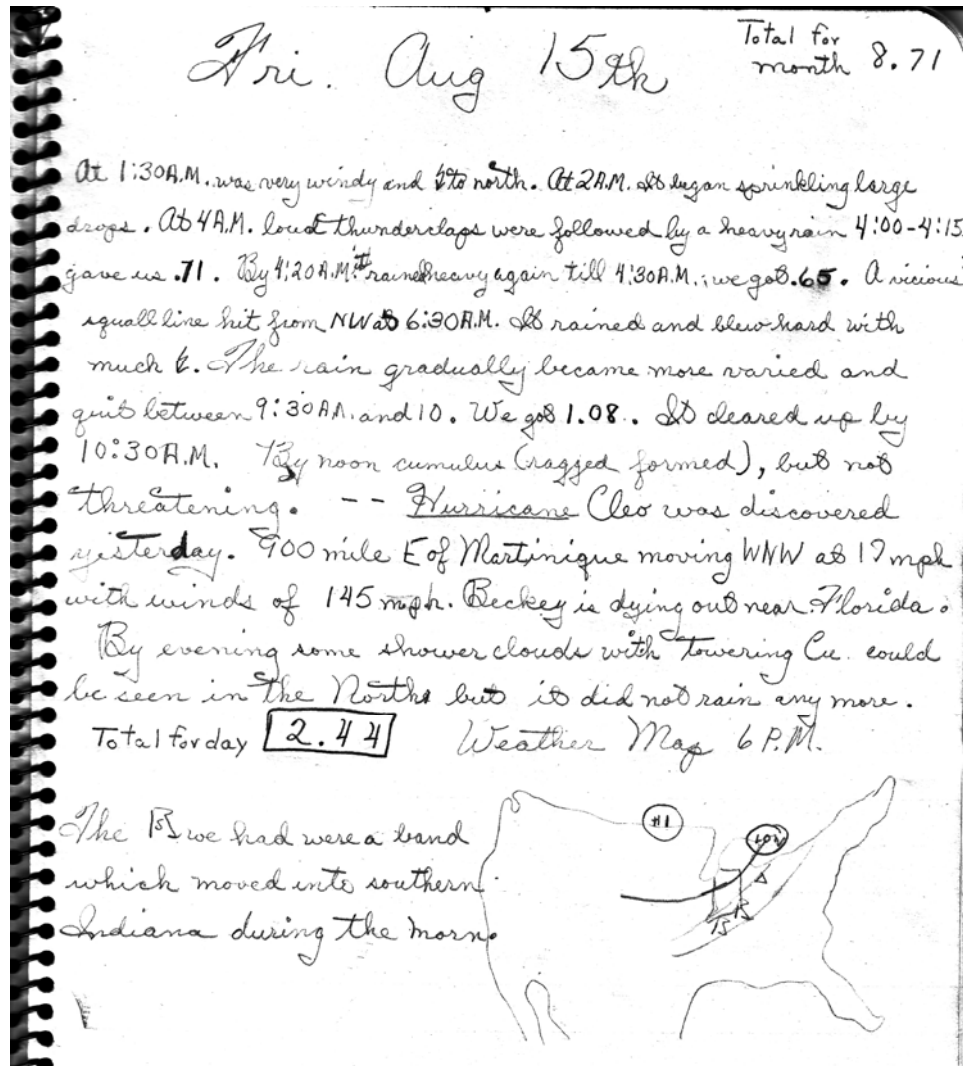 Total for
month 8.71
Fri. Aug 15th
At 1:30A.M. was very windy and to north. At 2A.M. It began sprinkling large
drops. At 4A.M. loud thunderclaps were followed by a heavy rain 4:00-4:15
gave us .71. By 4:20A.M. it rained heavy again till 4:30A.M.; we got .65. A vicious
squall line hit from NW at 6:30A.M. It rained and blew hard with
much. The rain gradually became more varied and
quit between 9:30A.M. and 10. We got 1.08. It cleared up by
10:30A.M. By noon cumulus (ragged formed), but not
threatening. -- Hurricane Cleo was discovered
yesterday. 900 mile E of Martinique moving WNW at 17 mph
with winds of 145 mph. Beckey is dying out near Florida.
By evening some shower clouds with towering Cu. could
be seen in the North but it did not rain any more.
Total for day 2.44 Weather Map 6 P.M.
The we had were a band
which moved into southern
Indiana during the morn.
HI
LOW